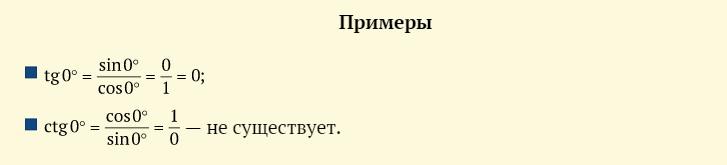 Примеры
tg 0° = sin 0° / cos 0° = 0 / 1 = 0;
ctg 0° = cos 0° / sin 0° = 1 / 0 — не существует.